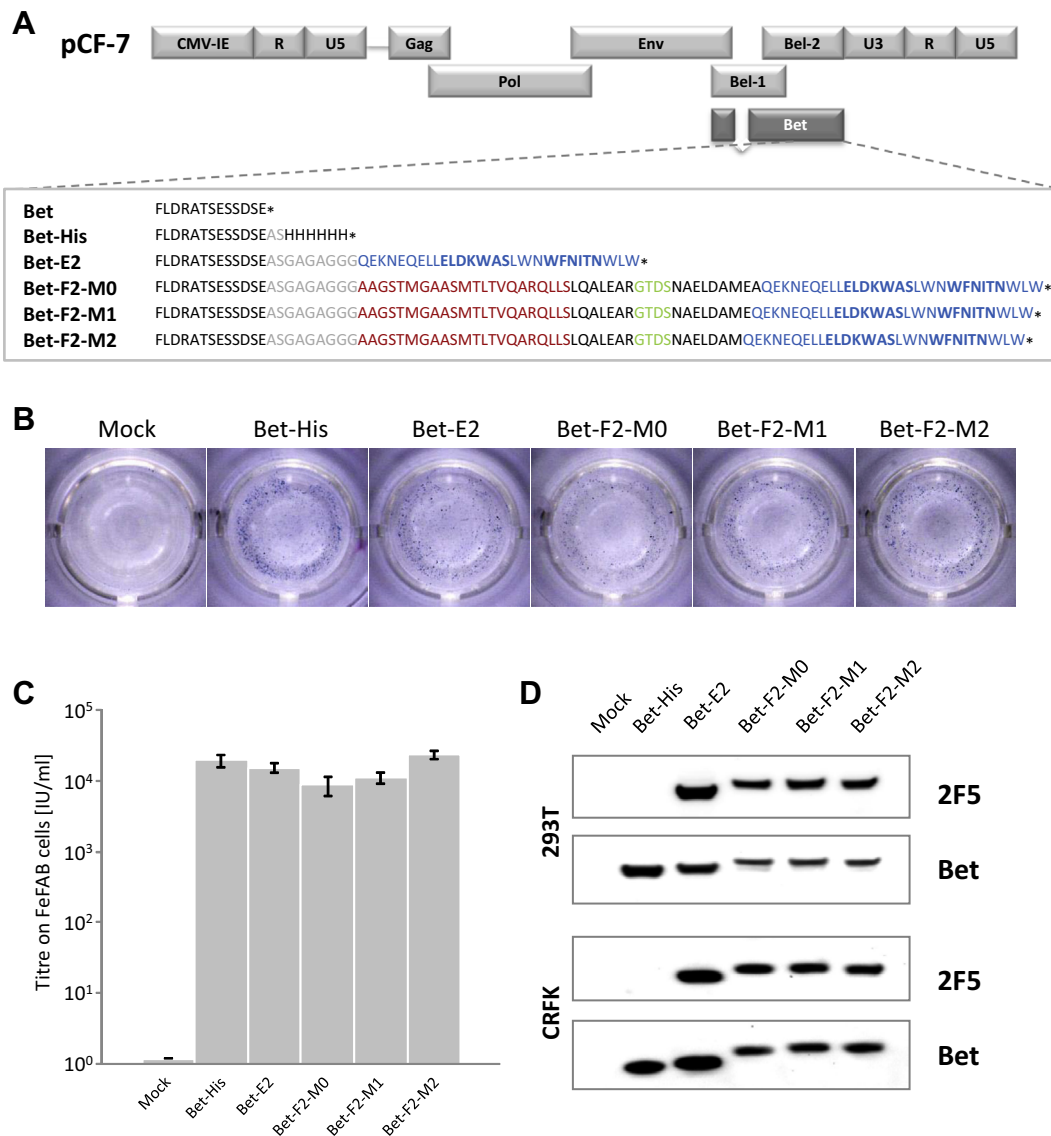 A
pCF-7 CMV-IE R U5 Gag Env Bel-2 U3 R U5
Pol Bel-1
Bet
Bet FLDRATSESSDSE*
Bet-His FLDRATSESSDSEASHHHHHH*
Bet-E2 FLDRATSESSDSEASGAGAGGGQEKNEQELLELDKWASLWNWFNITNWLW*
Bet-F2-M0 FLDRATSESSDSEASGAGAGGGAAGSTMGAASMTLTVQARQLLSLQALEARGTDSNAELDAMEAQEKNEQELLELDKWASLWNWFNITNWLW*
Bet-F2-M1 FLDRATSESSDSEASGAGAGGGAAGSTMGAASMTLTVQARQLLSLQALEARGTDSNAELDAMEQEKNEQELLELDKWASLWNWFNITNWLW*
Bet-F2-M2 FLDRATSESSDSEASGAGAGGGAAGSTMGAASMTLTVQARQLLSLQALEARGTDSNAELDAMQEKNEQELLELDKWASLWNWFNITNWLW*
B
Mock Bet-His Bet-E2 Bet-F2-M0 Bet-F2-M1 Bet-F2-M2
C
Titre on FeFAB cells [IU/ml]
10⁵
10⁴
10³
10²
10¹
10⁰
Mock Bet-His Bet-E2 Bet-F2-M0 Bet-F2-M1 Bet-F2-M2
D
Mock Bet-His Bet-E2 Bet-F2-M0 Bet-F2-M1 Bet-F2-M2
293T
2F5
Bet
CRFK
2F5
Bet